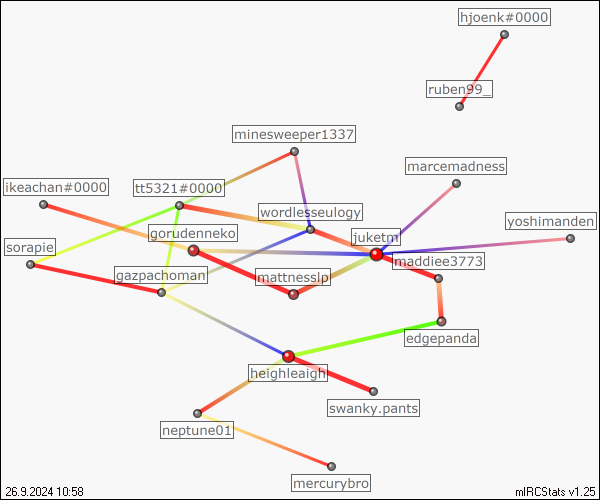 hjoenk#0000
ruben99_
minesweeper1337
marcemadness
ikeachan#0000
tt5321#0000
wordlesseulogy
yoshimanden
gorudenneko
juketm
sorapie
maddiee3773
gazpachoman
mattnesslp
edgepanda
heighleaigh
swanky.pants
neptune01
mercurybro
26.9.2024 10:58
mIRCStats v1.25